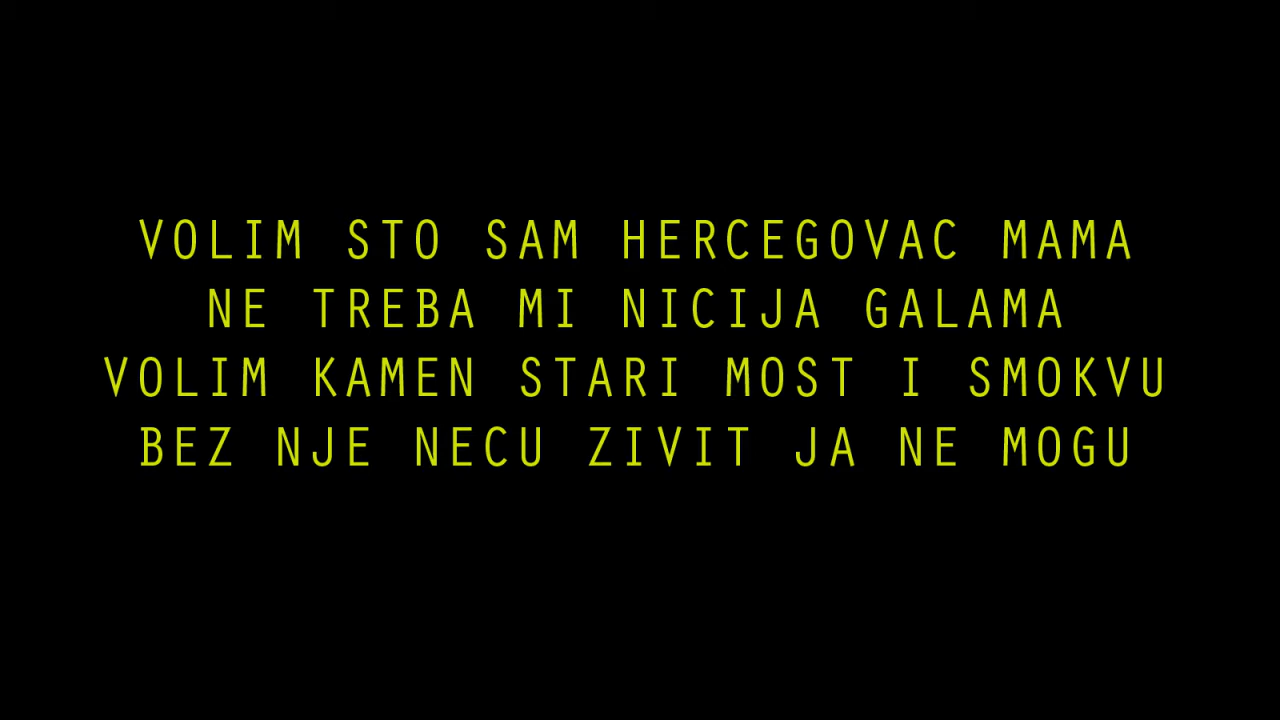 VOLIM STO SAM HERCEGOVAC MAMA
NE TREBA MI NICIJA GALAMA
VOLIM KAMEN STARI MOST I SMOKVU
BEZ NJE NECU ZIVIT JA NE MOGU